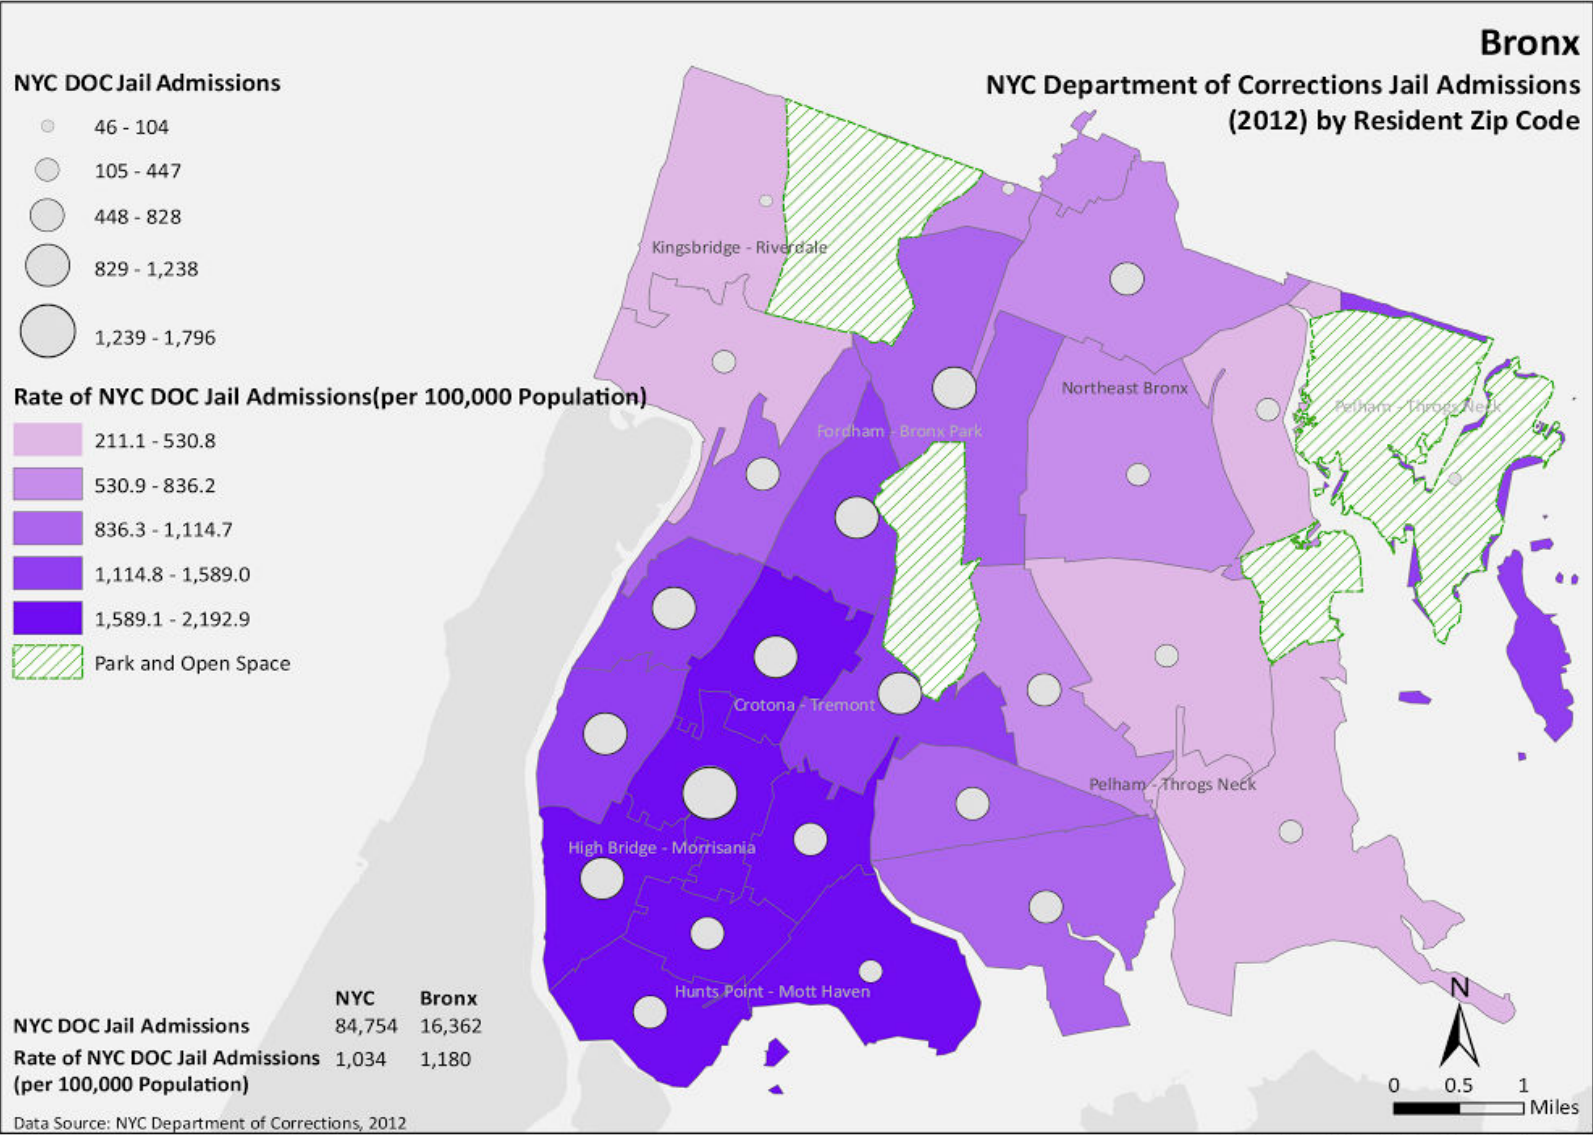 Bronx
NYC Department of Corrections Jail Admissions
(2012) by Resident Zip Code
NYC DOC Jail Admissions
46 - 104
105 - 447
448 - 828
829 - 1,238
1,239 - 1,796
Rate of NYC DOC Jail Admissions(per 100,000 Population)
211.1 - 530.8
530.9 - 836.2
836.3 - 1,114.7
1,114.8 - 1,589.0
1,589.1 - 2,192.9
Park and Open Space
Kingsbridge - Riverdale
Northeast Bronx
Pelham - Throgs Neck
Fordham - Bronx Park
Crotona - Tremont
Pelham - Throgs Neck
High Bridge - Morrisania
Hunts Point - Mott Haven
NYC Bronx
NYC DOC Jail Admissions 84,754 16,362
Rate of NYC DOC Jail Admissions 1,034 1,180
(per 100,000 Population)
Data Source: NYC Department of Corrections, 2012
N
0 0.5 1
Miles